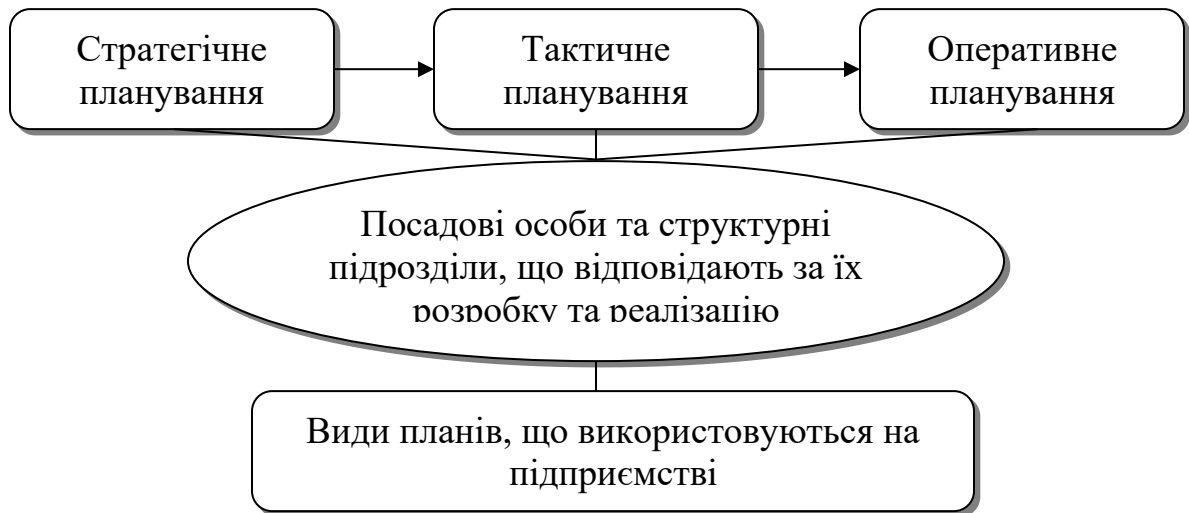 Стратегічне
планування
Тактичне
планування
Оперативне
планування
Посадові особи та структурні
підрозділи, що відповідають за їх
розробку та реалізацію
Види планів, що використовуються на
підприємстві